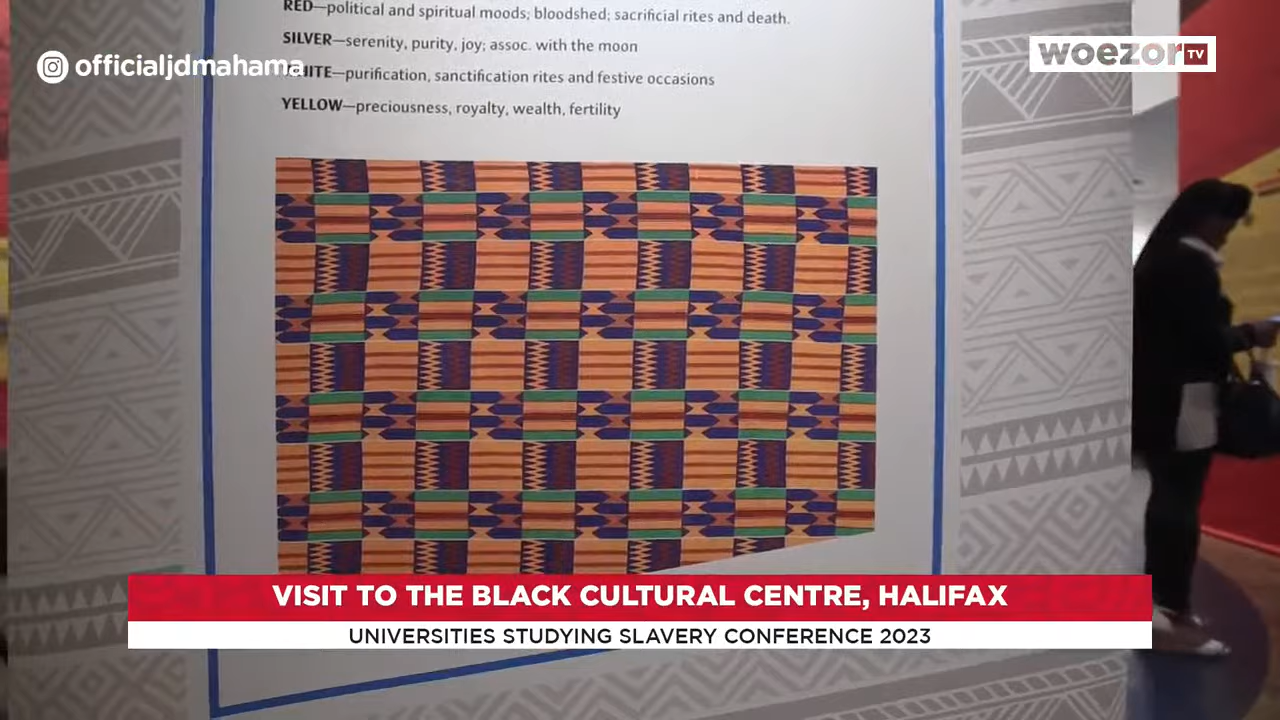 RED—political and spiritual moods; bloodshed; sacrificial rites and death.
SILVER—serenity, purity, joy; assoc. with the moon
officialjdmahama
WHITE—purification, sanctification rites and festive occasions
woezor TV
YELLOW—preciousness, royalty, wealth, fertility
VISIT TO THE BLACK CULTURAL CENTRE, HALIFAX
UNIVERSITIES STUDYING SLAVERY CONFERENCE 2023